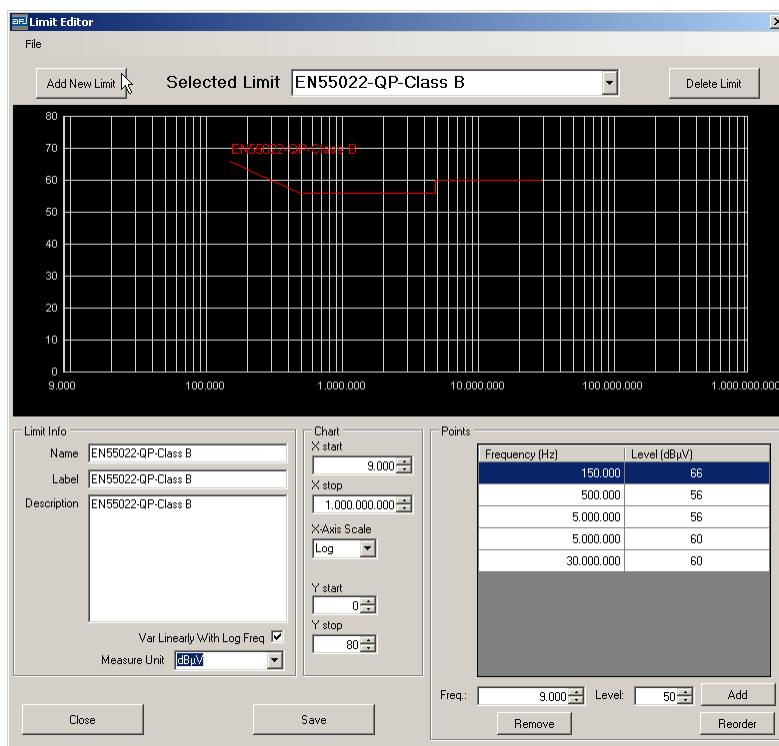 AFJ Limit Editor
File
Add New Limit Selected Limit EN55022-QP-Class B Delete Limit
80
EN55022-QP-Class B
70
60
50
40
30
20
10
0
9.000 100.000 1.000.000 10.000.000 100.000.000 1.000.000.000
Limit Info
Name EN55022-QP-Class B
Label EN55022-QP-Class B
Description EN55022-QP-Class B
Var Linearly With Log Freq
Measure Unit dBµV
Chart
X start
9.000
X stop
1.000.000.000
X-Axis Scale
Log
Y start
0
Y stop
80
Points
Frequency (Hz) Level (dBµV)
150.000 66
500.000 56
5.000.000 56
5.000.000 60
30.000.000 60
Freq.: 9.000 Level: 50 Add
Remove Reorder
Close Save